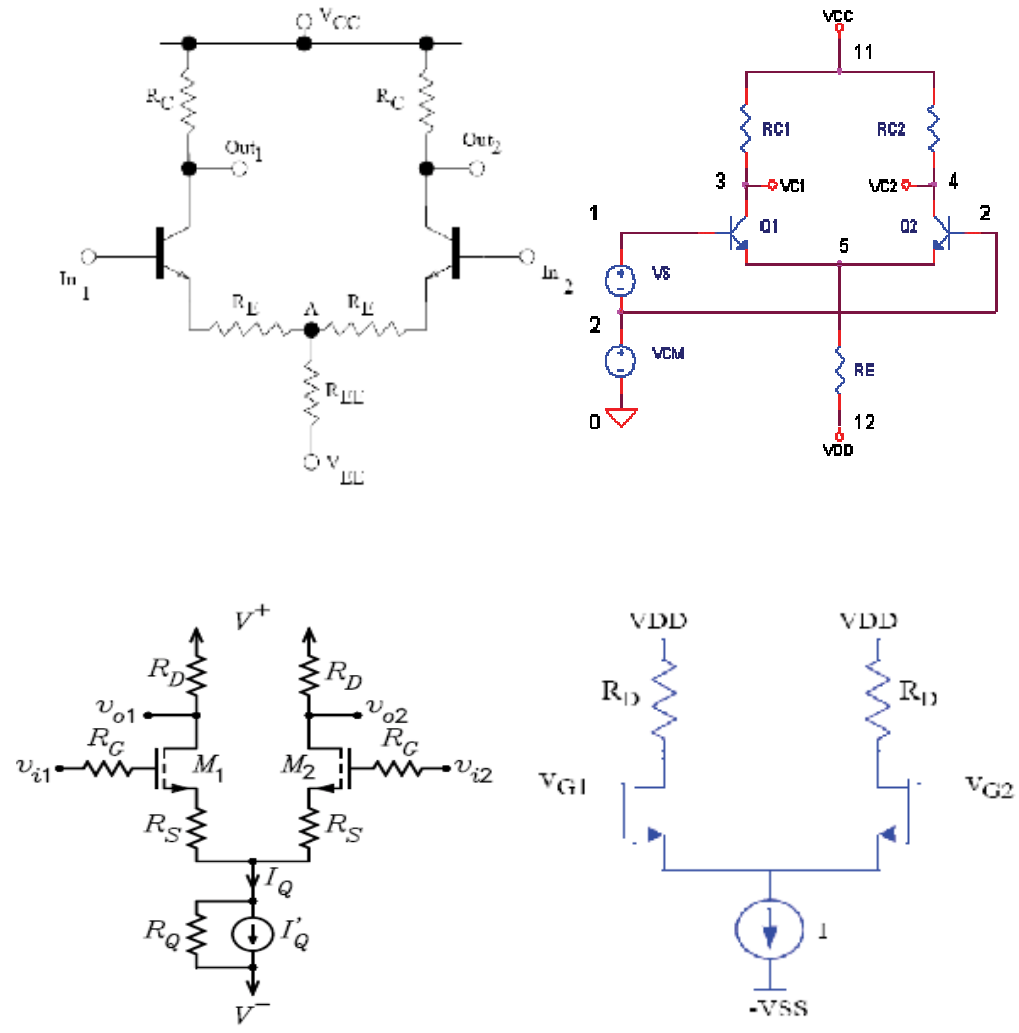 VCC
RC RC
Out1 Out2
In1 In2
RE A RE
REE
VEE
VCC
11
RC1 RC2
3 VC1 VC2 4
1 Q1 Q2 2
5
VS
2
VCM RE
0 12
VDD
V+
RD RD
vo1 vo2
RG RG
vi1 M1 M2 vi2
RS RS
IQ
RQ I'Q
V−
VDD VDD
RD RD
vG1 vG2
I
-VSS